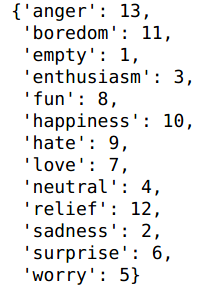 {'anger': 13,
'boredom': 11,
'empty': 1,
'enthusiasm': 3,
'fun': 8,
'happiness': 10,
'hate': 9,
'love': 7,
'neutral': 4,
'relief': 12,
'sadness': 2,
'surprise': 6,
'worry': 5}